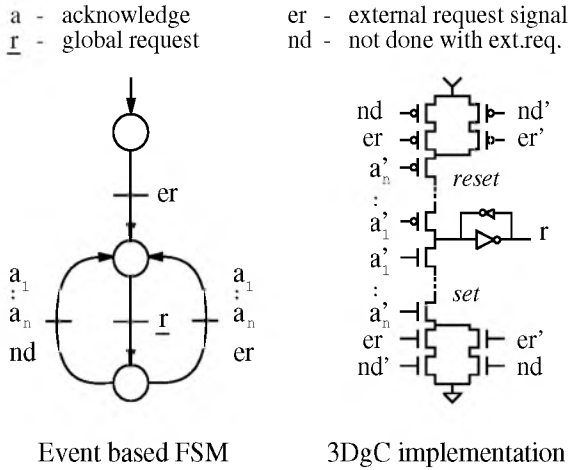 a - acknowledge
r - global request
er - external request signal
nd - not done with ext.req.
er
a1
:
an
nd
r
a1
:
an
er
Event based FSM
nd
er
a'n
:
a'1
a'1
:
a'n
er
nd'
nd'
er'
reset
r
set
er'
nd
3DgC implementation